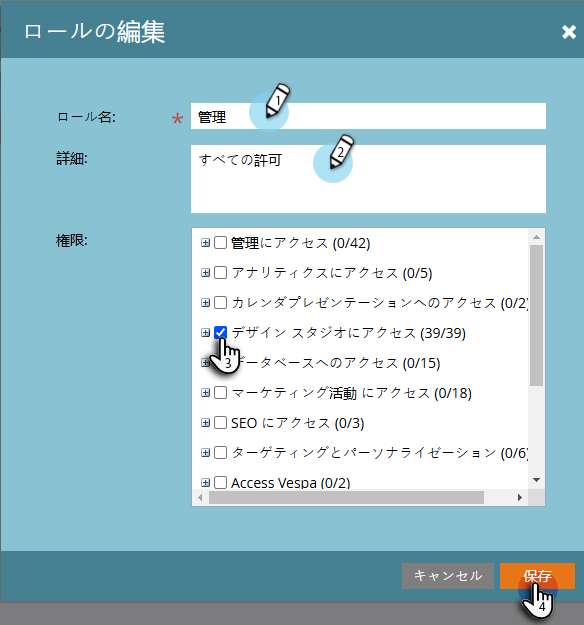 ロールの編集
ロール名:
*
管理
1
詳細:
すべての許可
2
権限:
管理にアクセス (0/42)
アナリティクスにアクセス (0/5)
カレンダプレゼンテーションへのアクセス (0/2)
デザイン スタジオにアクセス (39/39)
3
データベースへのアクセス (0/15)
マーケティング活動 にアクセス (0/18)
SEO にアクセス (0/3)
ターゲティングとパーソナライゼーション (0/6)
Access Vespa (0/2)
キャンセル
保存
4